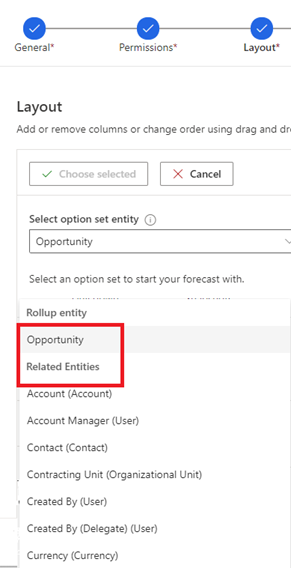 General*
Permissions*
Layout*
Layout
Add or remove columns or change order using drag and
Choose selected
Cancel
Select option set entity
Opportunity
Select an option set to start your forecast with.
Rollup entity
Opportunity
Related Entities
Account (Account)
Account Manager (User)
Contact (Contact)
Contracting Unit (Organizational Unit)
Created By (User)
Created By (Delegate) (User)
Currency (Currency)